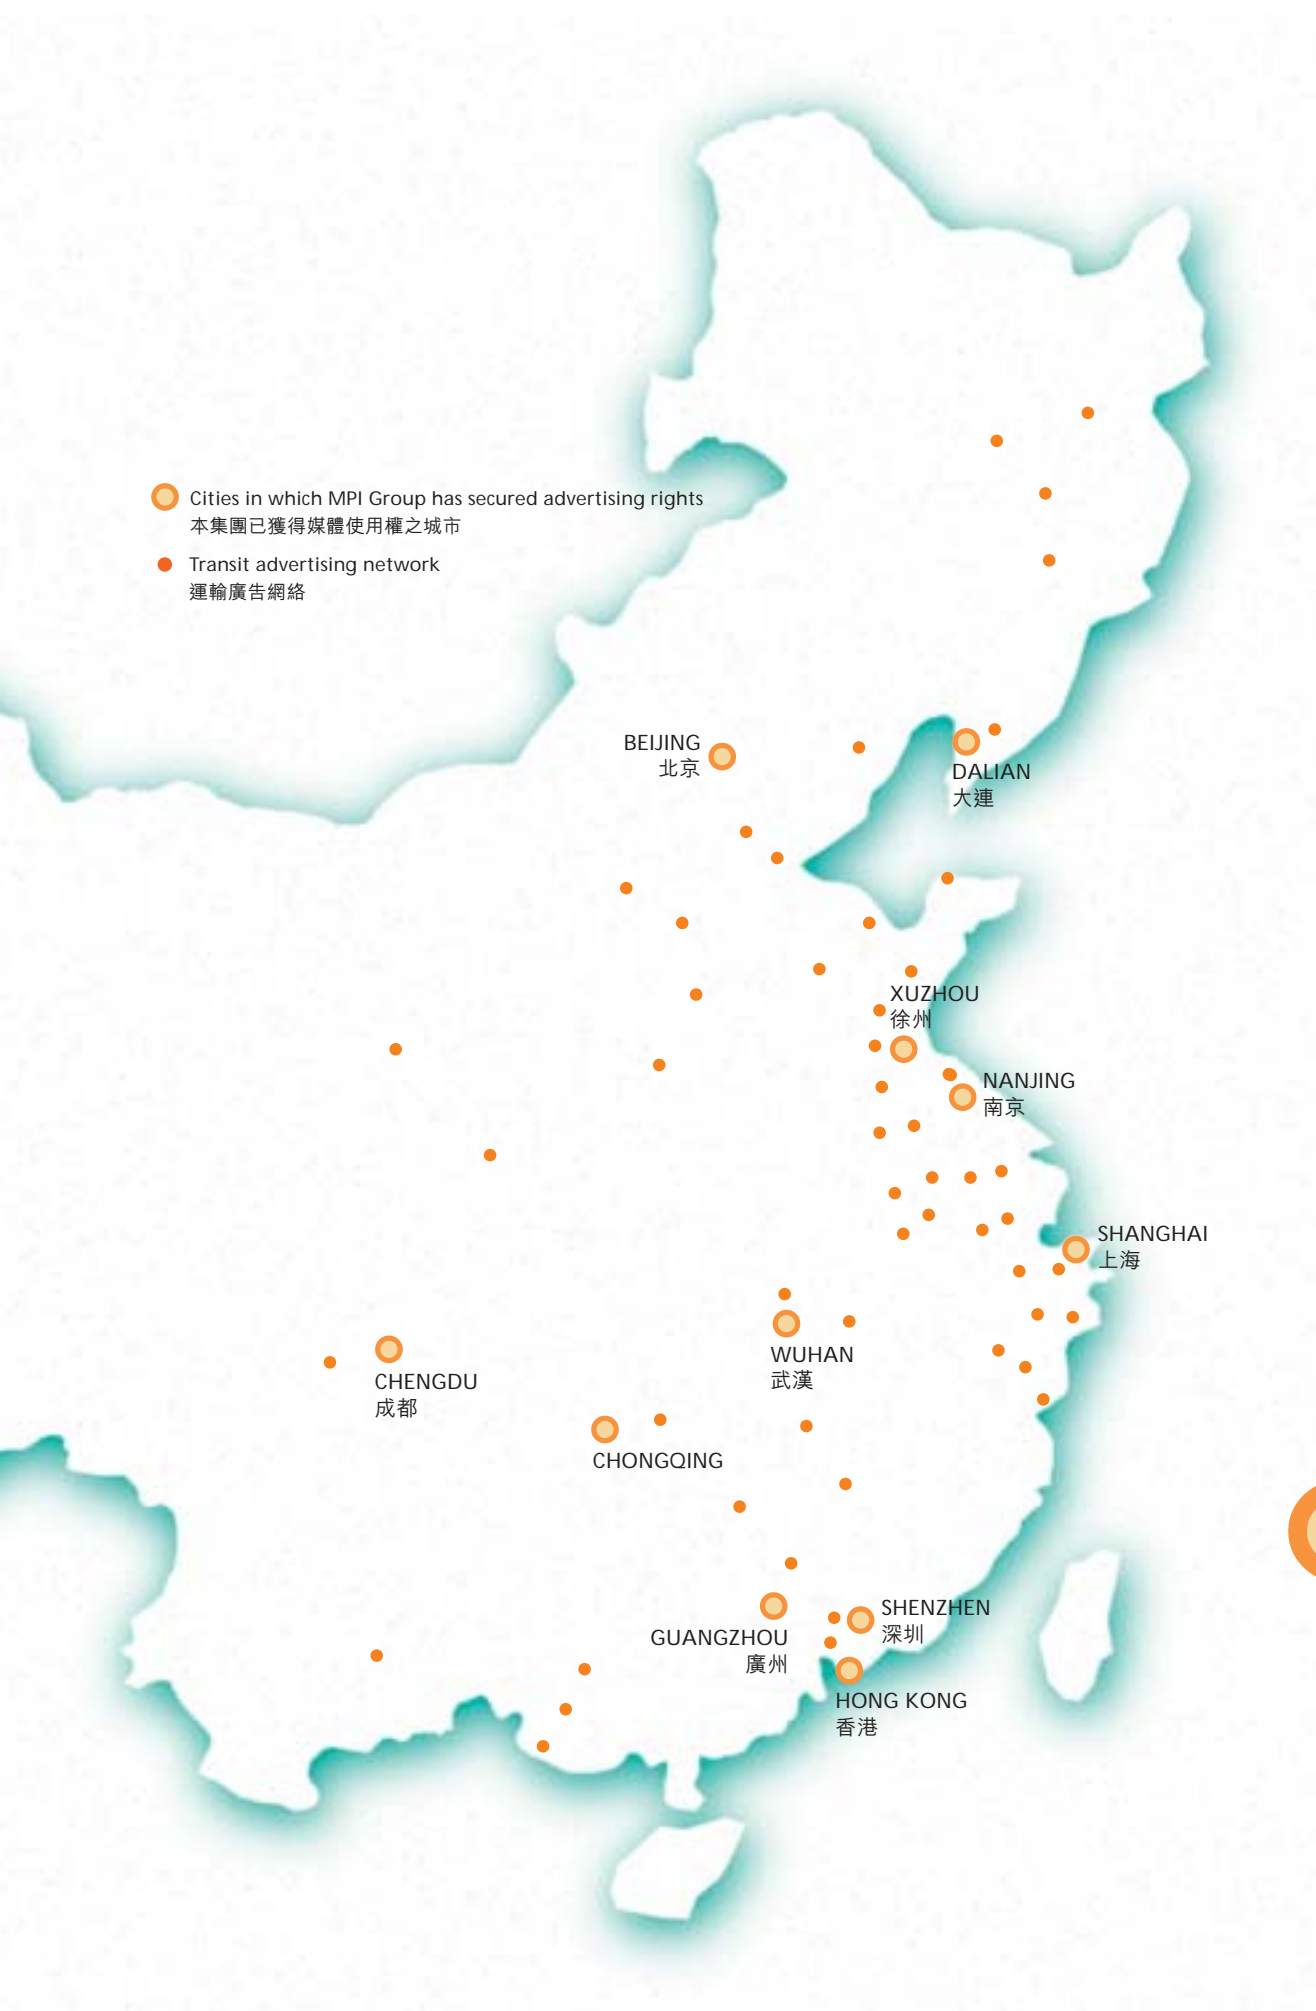 Cities in which MPI Group has secured advertising rights
本集團已獲得媒體使用權之城市
Transit advertising network
運輸廣告網絡
BEIJING
北京
DALIAN
大連
XUZHOU
徐州
NANJING
南京
SHANGHAI
上海
WUHAN
武漢
CHENGDU
成都
CHONGQING
SHENZHEN
深圳
GUANGZHOU
廣州
HONG KONG
香港